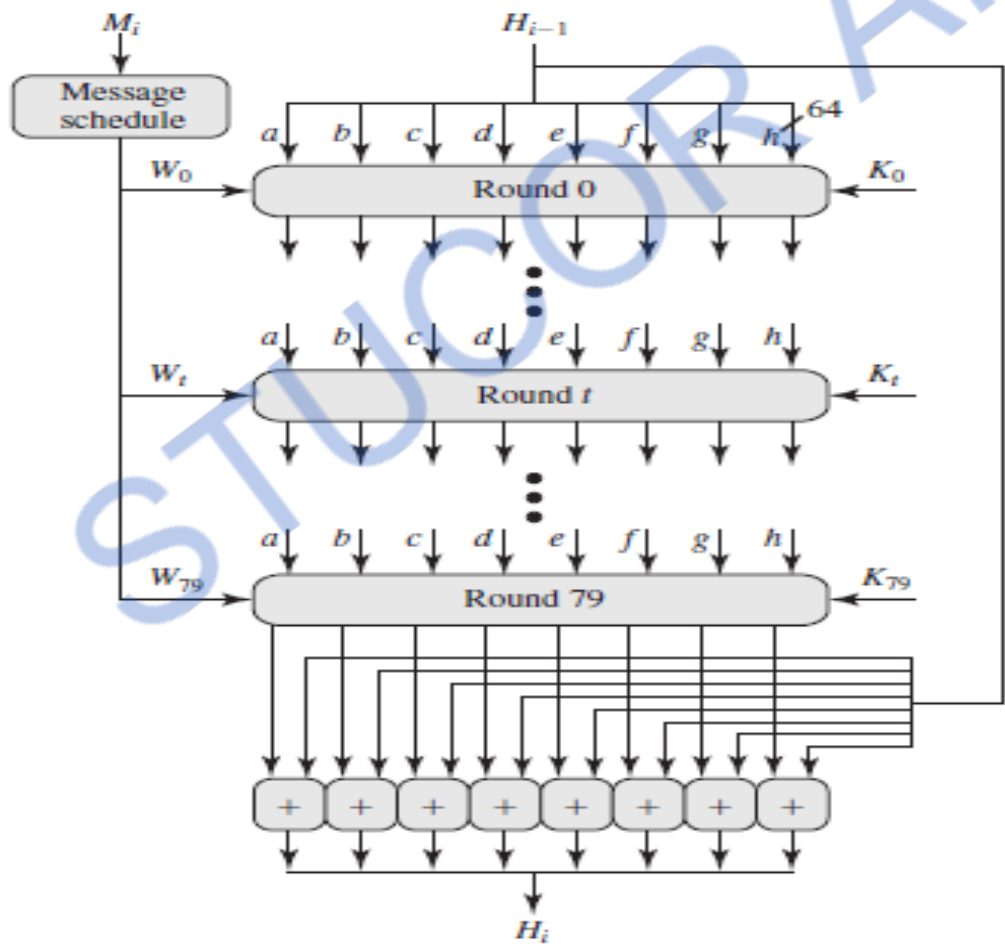 M_i H_{i−1}
Message
schedule
64
a b c d e f g h
W_0 Round 0 K_0
a b c d e f g h
W_t Round t K_t
a b c d e f g h
W_79 Round 79 K_79
+ + + + + + + +
H_i
STUCOR A